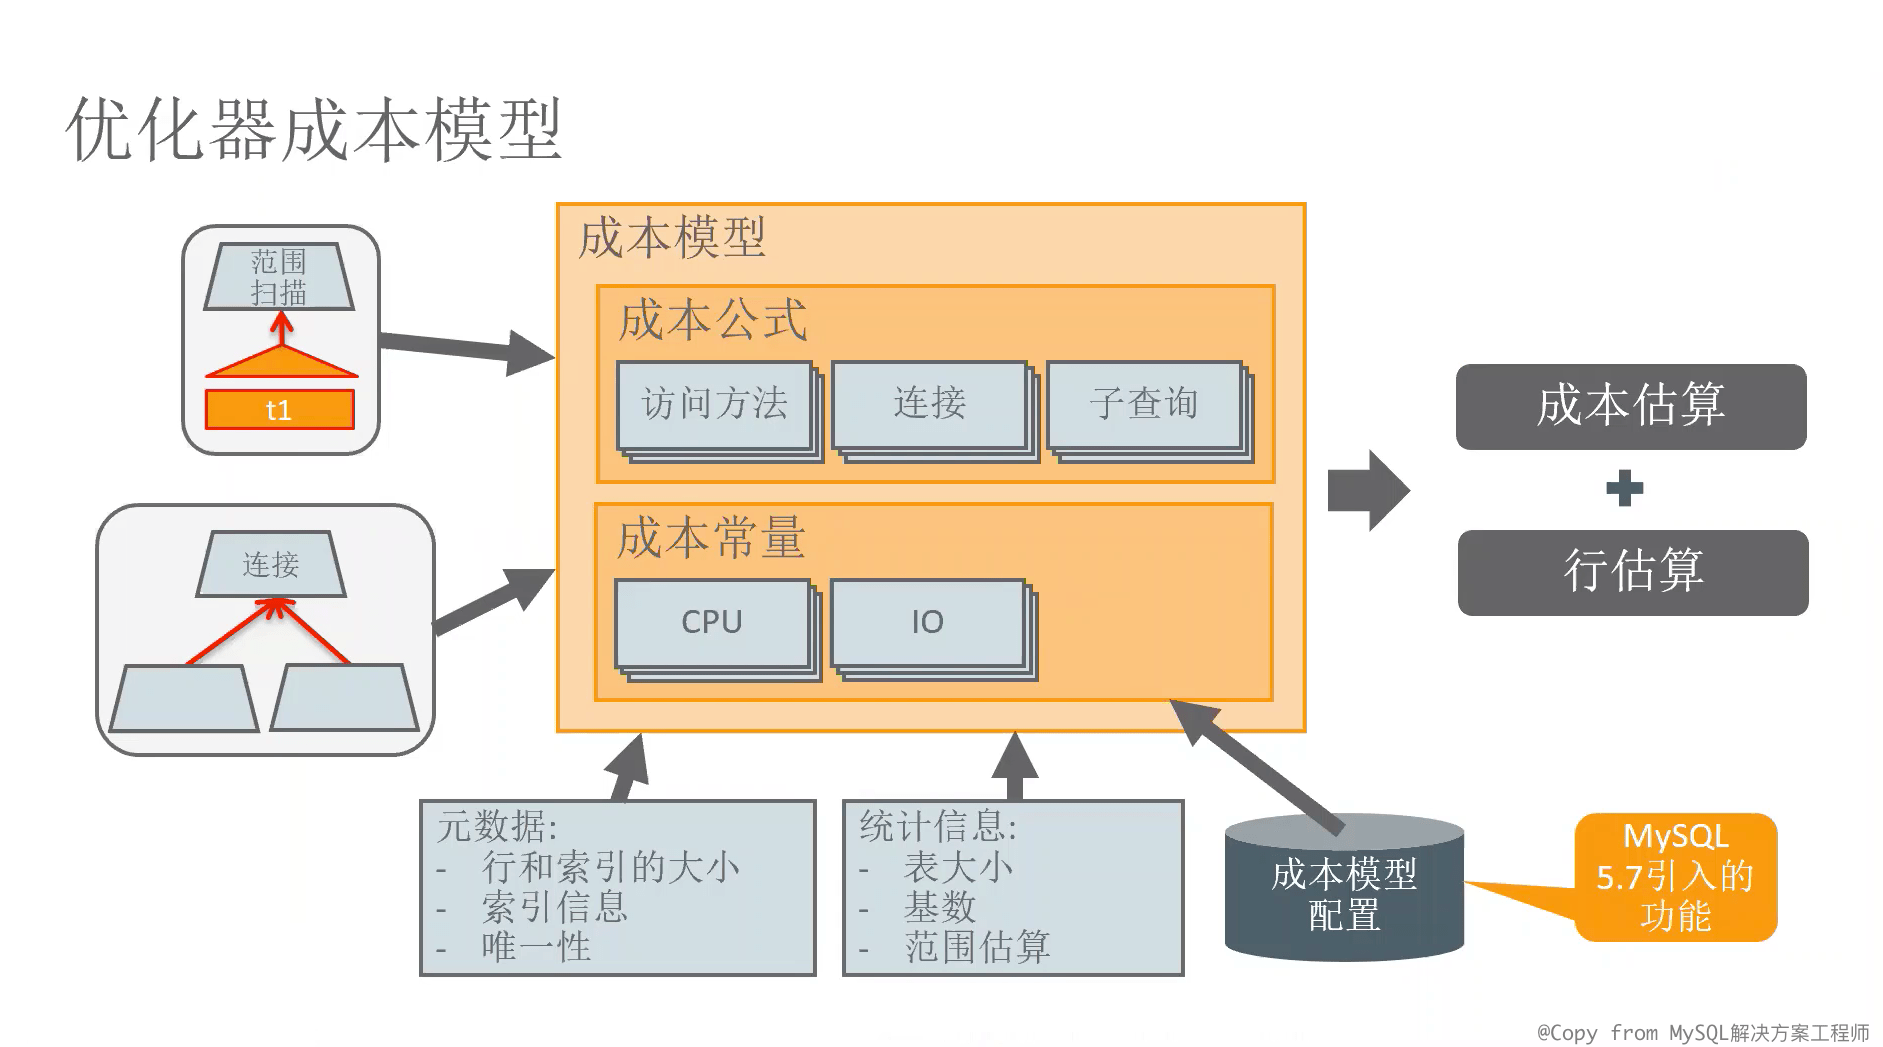 优化器成本模型
范围
扫描
t1
连接
成本模型
成本公式
访问方法
连接
子查询
成本常量
CPU
IO
成本估算
行估算
元数据:
- 行和索引的大小
- 索引信息
- 唯一性
统计信息:
- 表大小
- 基数
- 范围估算
成本模型
配置
MySQL
5.7引入的
功能
@Copy from MySQL解决方案工程师